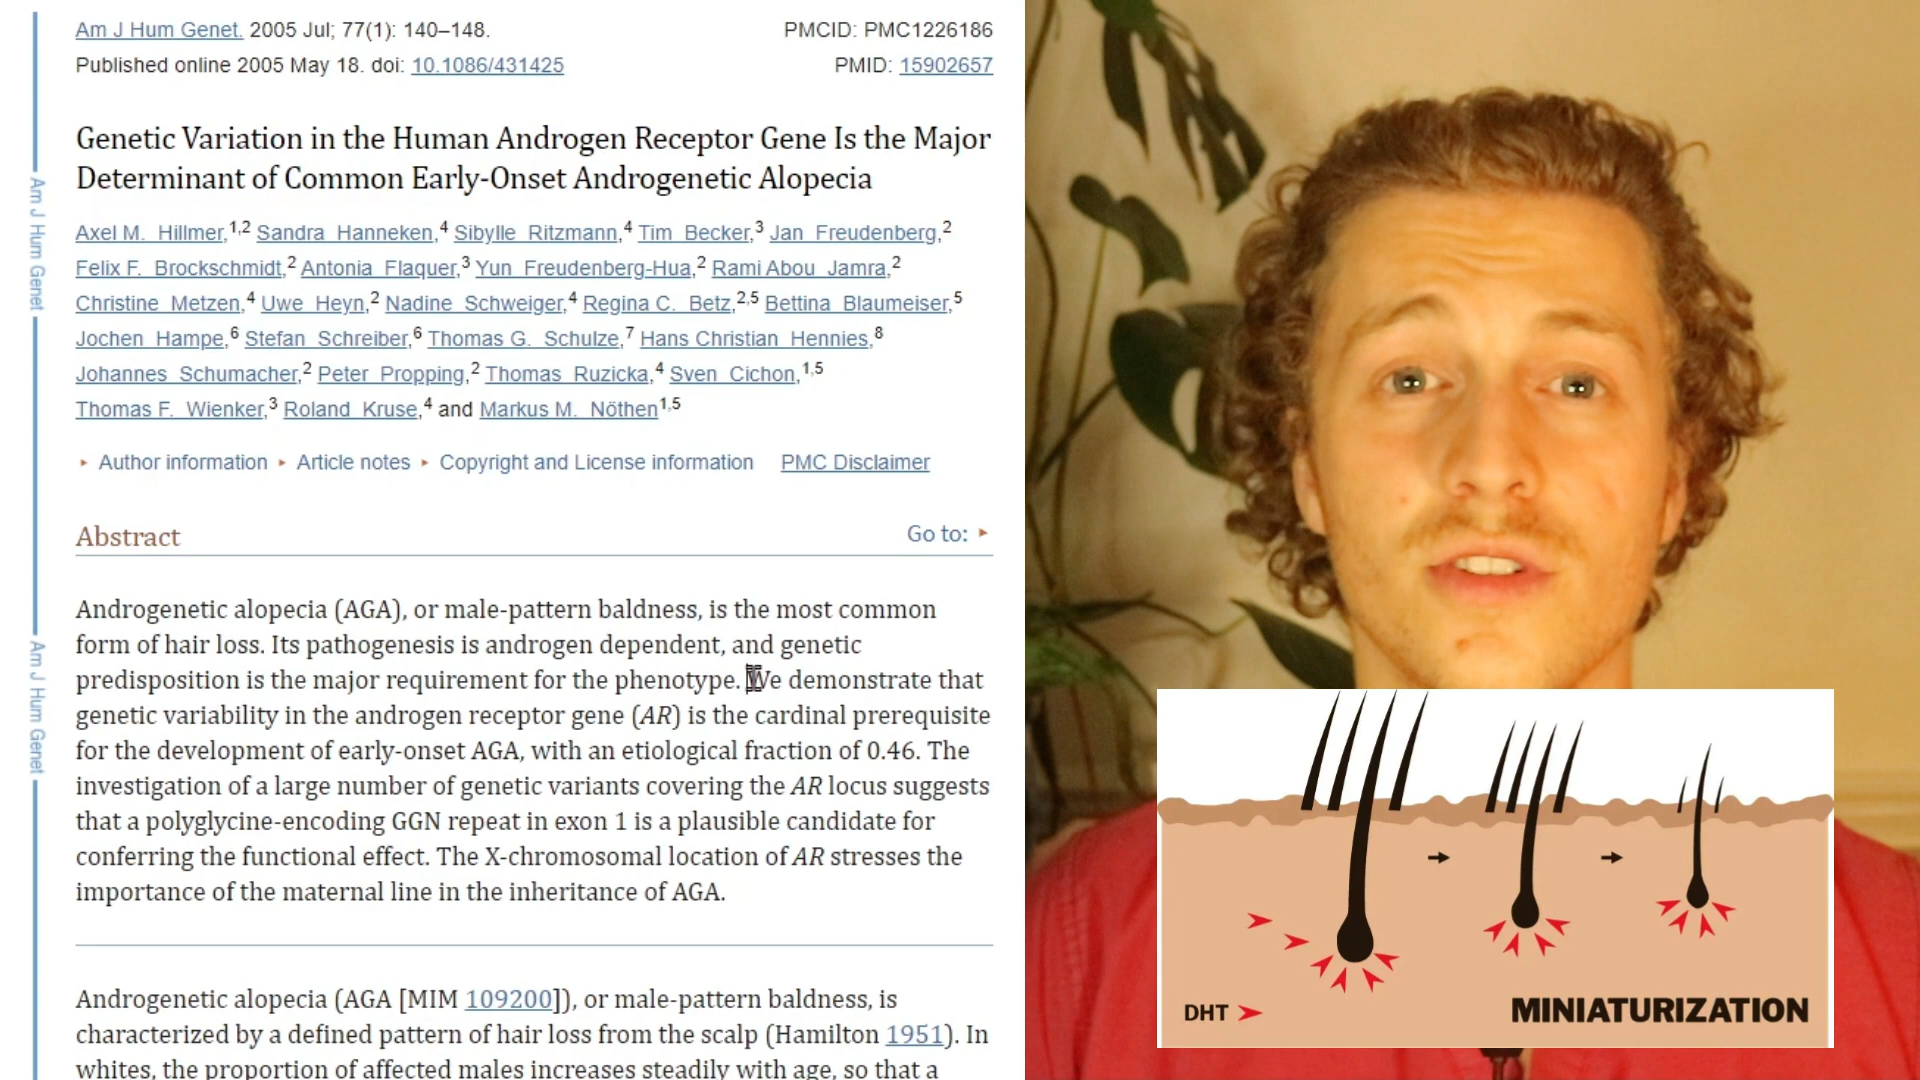 Am J Hum Genet. 2005 Jul; 77(1): 140–148.
PMCID: PMC1226186
Published online 2005 May 18. doi: 10.1086/431425
PMID: 15902657
Genetic Variation in the Human Androgen Receptor Gene Is the Major
Determinant of Common Early-Onset Androgenetic Alopecia
Axel M. Hillmer,1,2 Sandra Hanneken,4 Sibylle Ritzmann,4 Tim Becker,3 Jan Freudenberg,2
Felix F. Brockschmidt,2 Antonia Flaquer,3 Yun Freudenberg-Hua,2 Rami Abou Jamra,2
Christine Metzen,4 Uwe Heyn,2 Nadine Schweiger,4 Regina C. Betz,2,5 Bettina Blaumeiser,5
Jochen Hampe,6 Stefan Schreiber,6 Thomas G. Schulze,7 Hans Christian Hennies,8
Johannes Schumacher,2 Peter Propping,2 Thomas Ruzicka,4 Sven Cichon,1,5
Thomas F. Wienker,3 Roland Kruse,4 and Markus M. Nöthen1,5
Author information Article notes Copyright and License information PMC Disclaimer
Abstract
Go to:
Androgenetic alopecia (AGA), or male-pattern baldness, is the most common
form of hair loss. Its pathogenesis is androgen dependent, and genetic
predisposition is the major requirement for the phenotype. We demonstrate that
genetic variability in the androgen receptor gene (AR) is the cardinal prerequisite
for the development of early-onset AGA, with an etiological fraction of 0.46. The
investigation of a large number of genetic variants covering the AR locus suggests
that a polyglycine-encoding GGN repeat in exon 1 is a plausible candidate for
conferring the functional effect. The X-chromosomal location of AR stresses the
importance of the maternal line in the inheritance of AGA.
Androgenetic alopecia (AGA [MIM 109200]), or male-pattern baldness, is
characterized by a defined pattern of hair loss from the scalp (Hamilton 1951). In
whites, the proportion of affected males increases steadily with age, so that a
Am J Hum Genet
Am J Hum Genet
DHT
MINIATURIZATION